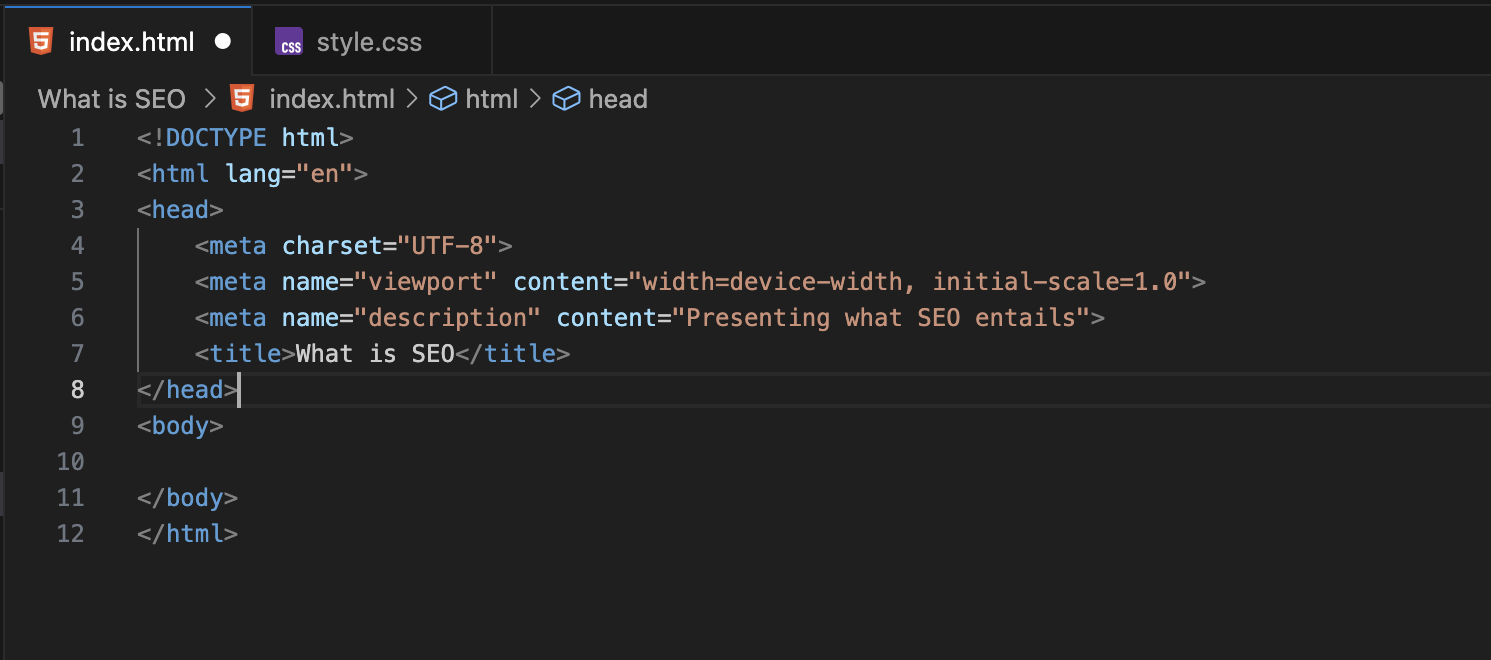 index.html
style.css
What is SEO > index.html > html > head
1 <!DOCTYPE html>
2 <html lang="en">
3 <head>
4     <meta charset="UTF-8">
5     <meta name="viewport" content="width=device-width, initial-scale=1.0">
6     <meta name="description" content="Presenting what SEO entails">
7     <title>What is SEO</title>
8 </head>
9 <body>
10
11 </body>
12 </html>